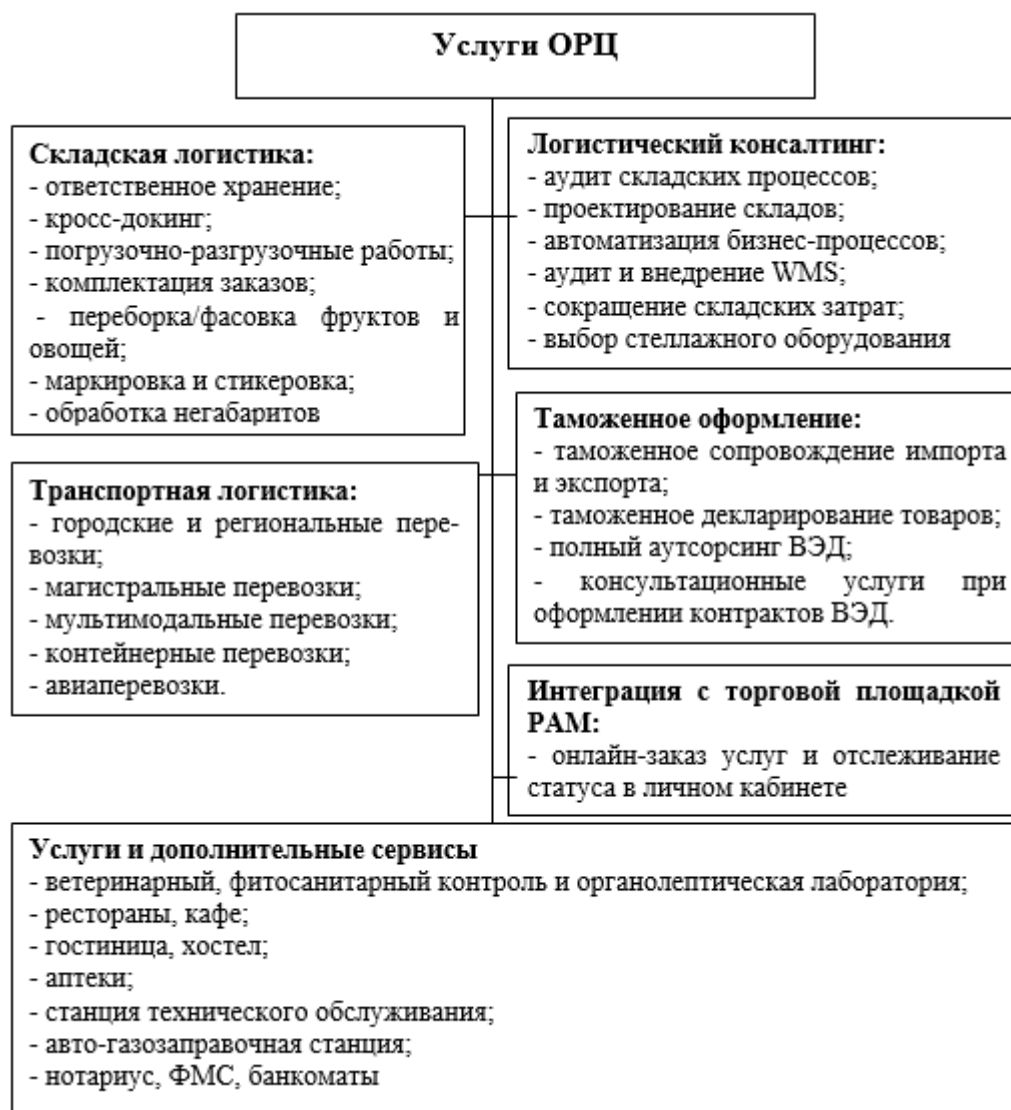 Услуги ОРЦ
Складская логистика:
- ответственное хранение;
- кросс-докинг;
- погрузочно-разгрузочные работы;
- комплектация заказов;
- переборка/фасовка фруктов и
овощей;
- маркировка и стикеровка;
- обработка негабаритов
Логистический консалтинг:
- аудит складских процессов;
- проектирование складов;
- автоматизация бизнес-процессов;
- аудит и внедрение WMS;
- сокращение складских затрат;
- выбор стеллажного оборудования
Транспортная логистика:
- городские и региональные пере-
возки;
- магистральные перевозки;
- мультимодальные перевозки;
- контейнерные перевозки;
- авиаперевозки.
Таможенное оформление:
- таможенное сопровождение импорта
и экспорта;
- таможенное декларирование товаров;
- полный аутсорсинг ВЭД;
- консультационные услуги при
оформлении контрактов ВЭД.
Интеграция с торговой площадкой
РАМ:
- онлайн-заказ услуг и отслеживание
статуса в личном кабинете
Услуги и дополнительные сервисы
- ветеринарный, фитосанитарный контроль и органолептическая лаборатория;
- рестораны, кафе;
- гостиница, хостел;
- аптеки;
- станция технического обслуживания;
- авто-газозаправочная станция;
- нотариус, ФМС, банкоматы